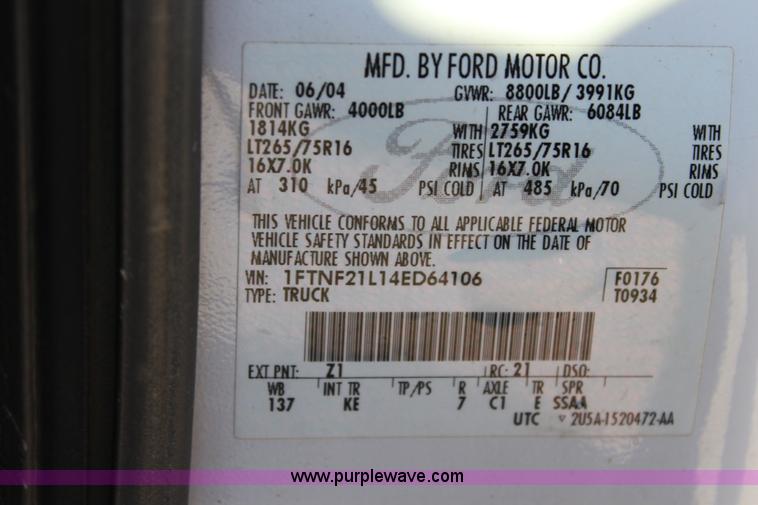 MFD. BY FORD MOTOR CO.
DATE: 06/04 GVWR: 8800LB/ 3991KG
FRONT GAWR: 4000LB REAR GAWR: 6084LB
1814KG WITH 2759KG WITH
LT265/75R16 TIRES LT265/75R16 TIRES
16X7.0K RIMS 16X7.0K RIMS
AT 310 kPa/45 PSI COLD AT 485 kPa/70 PSI COLD
Ford
THIS VEHICLE CONFORMS TO ALL APPLICABLE FEDERAL MOTOR
VEHICLE SAFETY STANDARDS IN EFFECT ON THE DATE OF
MANUFACTURE SHOWN ABOVE.
VIN: 1FTNF21L14ED64106 F0176
TYPE: TRUCK T0934
EXT PNT: Z1 RC: 21 DSO:
WB INT TR TP/PS R AXLE TR SPR
137 KE 7 C1 E SSAA
UTC ▿ 2U5A-1520472-AA
www.purplewave.com